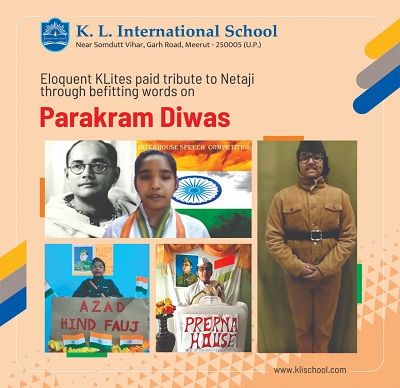 K. L. International School
Near Somdutt Vihar, Garh Road, Meerut - 250005 (U.P.)
Eloquent KLites paid tribute to Netaji
through befitting words on
Parakram Diwas
INTERHOUSE SPEECH COMPETITION
AZAD
HIND FAUJ
PRERNA
HOUSE
www.klischool.com